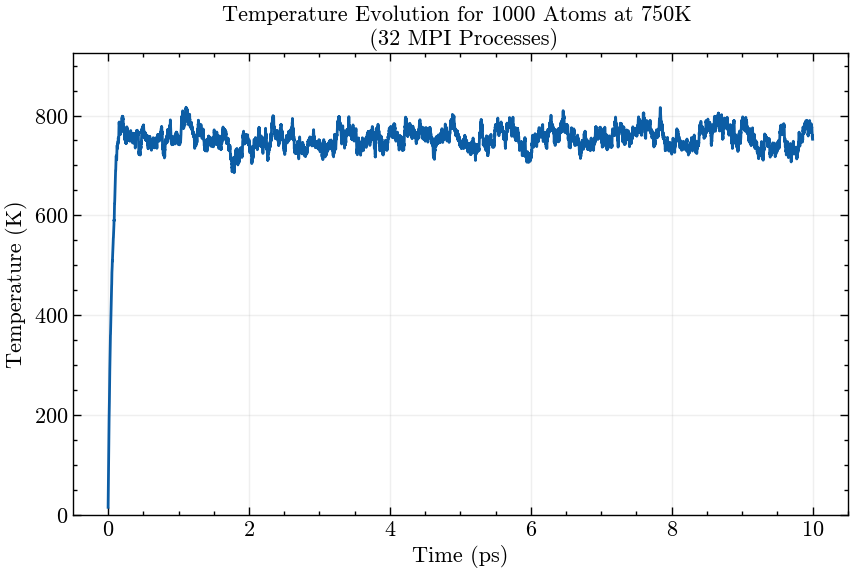 Temperature Evolution for 1000 Atoms at 750K
(32 MPI Processes)
Temperature (K)
800
600
400
200
0
0 2 4 6 8 10
Time (ps)